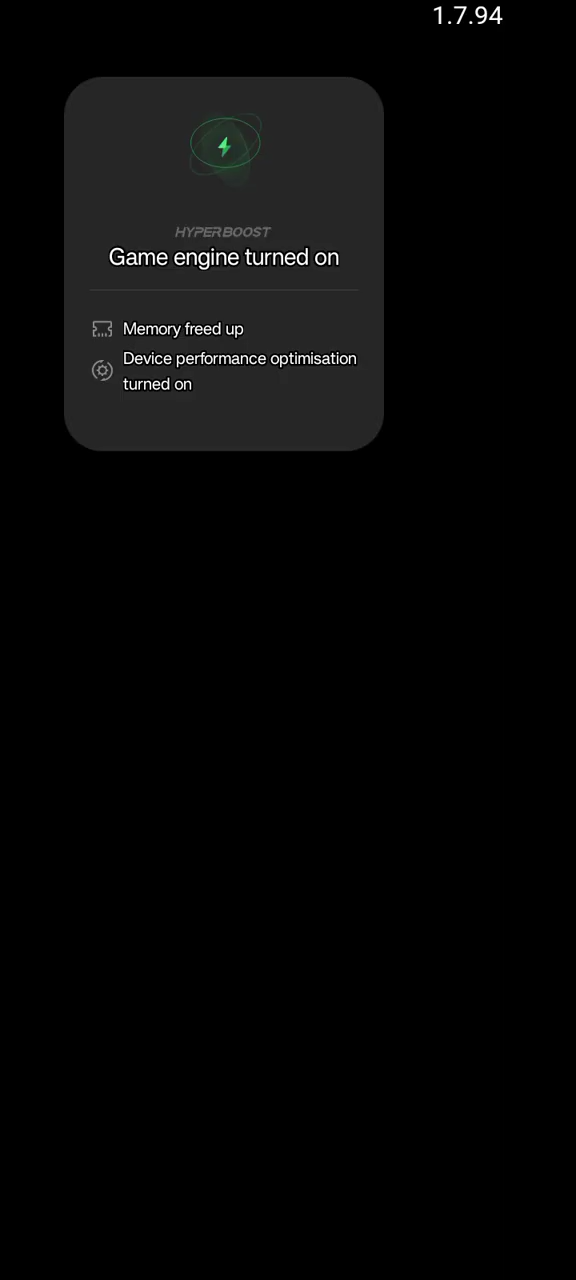 1.7.94
HYPERBOOST
Game engine turned on
Memory freed up
Device performance optimisation
turned on